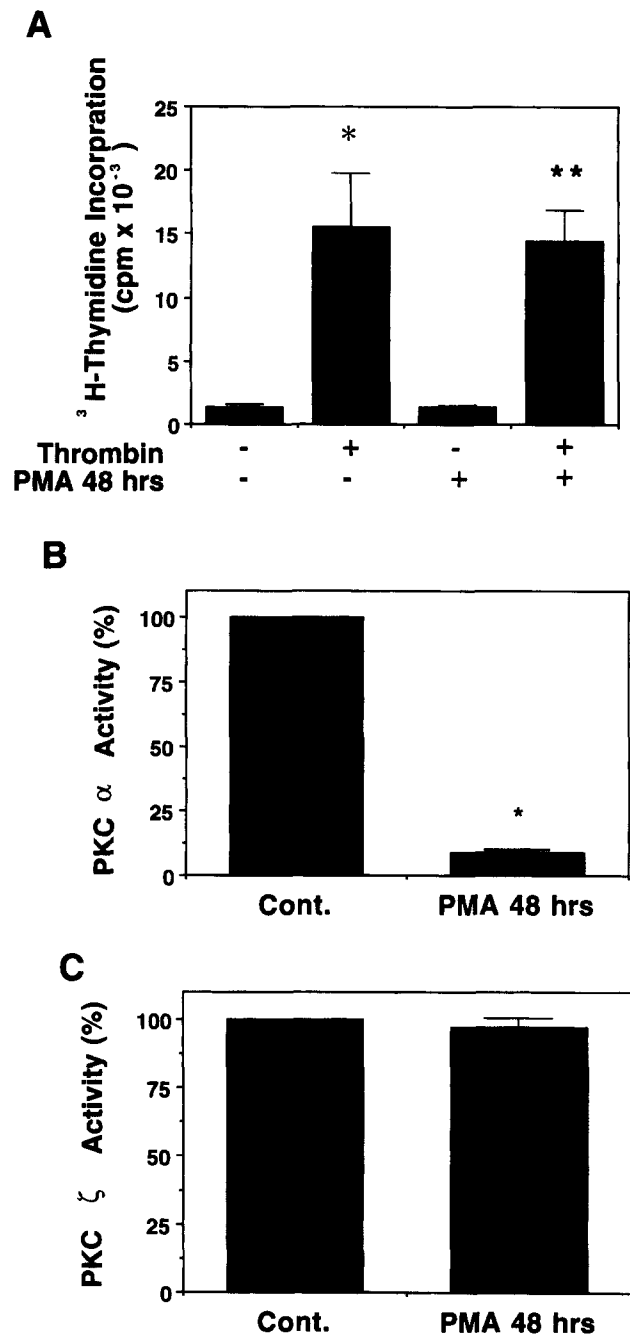 A
³ H-Thymidine Incorpration
(cpm x 10⁻³)
25
20
15
10
5
0
*
**
Thrombin - + - +
PMA 48 hrs - - + +
B
PKC α Activity (%)
100
75
50
25
0
*
Cont. PMA 48 hrs
C
PKC ζ Activity (%)
100
75
50
25
0
Cont. PMA 48 hrs